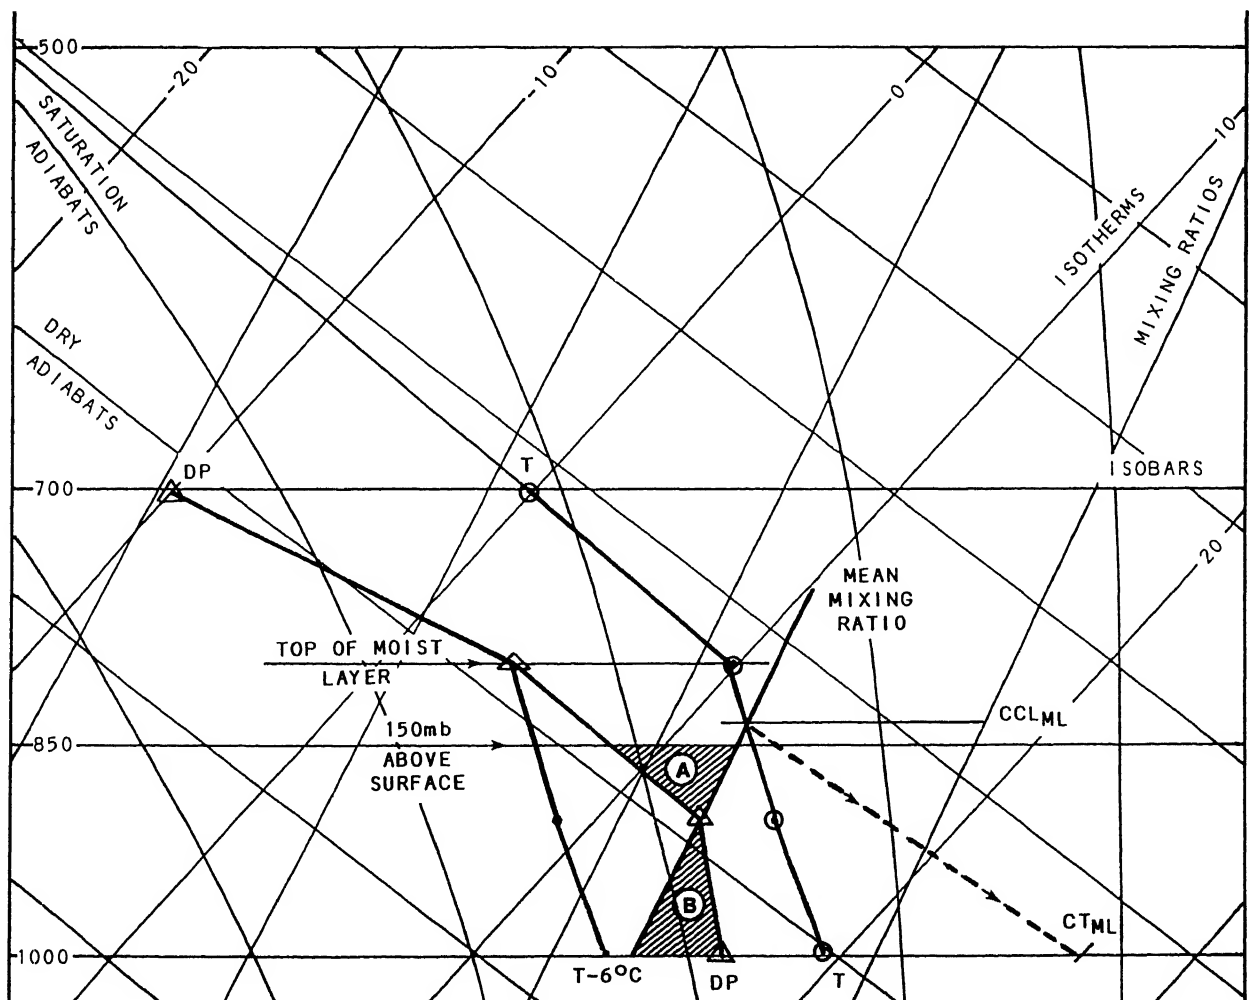 500
-20
-10
0
10
SATURATION
ADIABATS
ISOTHERMS
MIXING RATIOS
DRY
ADIABATS
DP
T
ISOBARS
700
20
MEAN
MIXING
RATIO
TOP OF MOIST
LAYER
CCLML
150mb
850
ABOVE
SURFACE
A
B
CTML
1000
T-6°C
DP
T